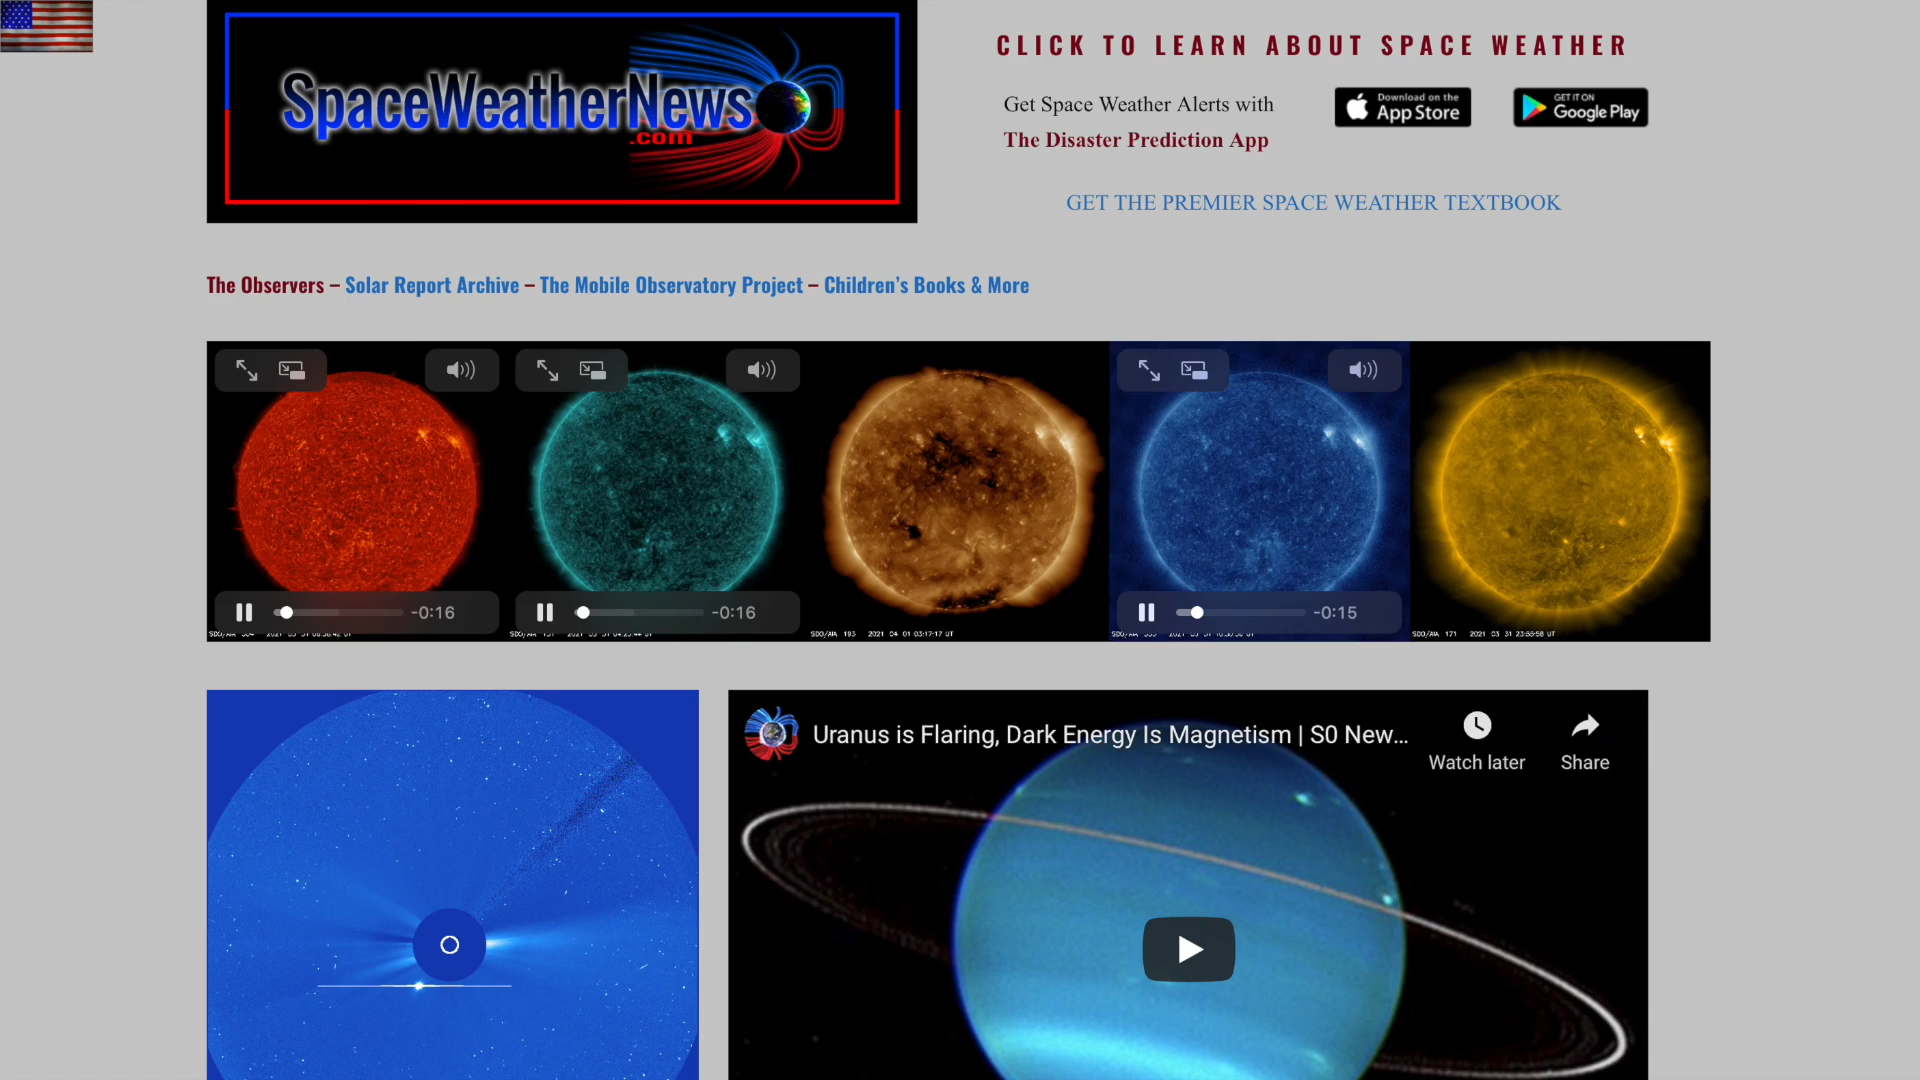 SpaceWeatherNews
.com
CLICK TO LEARN ABOUT SPACE WEATHER
Get Space Weather Alerts with
The Disaster Prediction App
Download on the
App Store
GET IT ON
Google Play
GET THE PREMIER SPACE WEATHER TEXTBOOK
The Observers – Solar Report Archive – The Mobile Observatory Project – Children's Books & More
-0:16
-0:16
-0:15
SDO/AIA 193 2021 04 01 03:17:17 UT
SDO/AIA 171 2021 03 31 23:55:58 UT
Uranus is Flaring, Dark Energy Is Magnetism | S0 New...
Watch later
Share